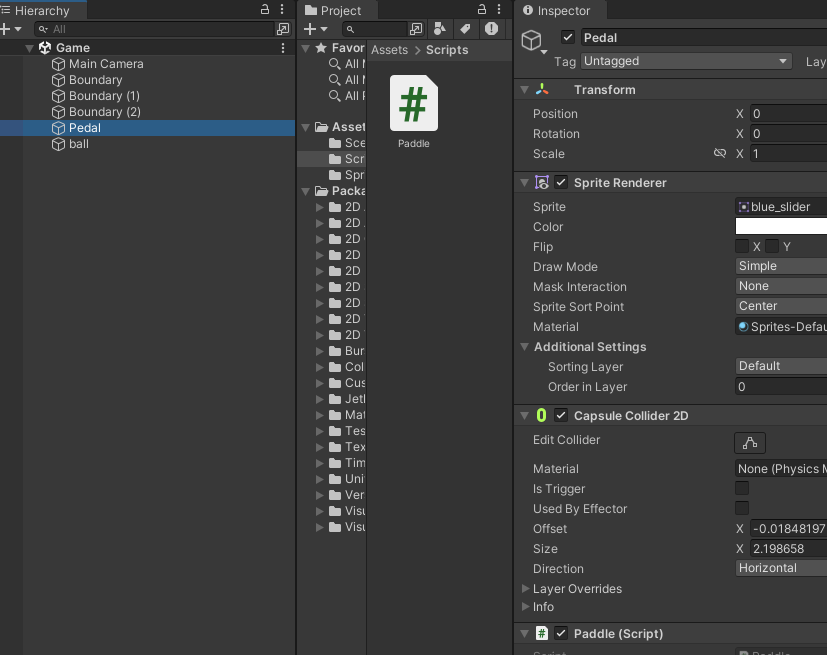 Hierarchy
All
Game
Main Camera
Boundary
Boundary (1)
Boundary (2)
Pedal
ball
Project
Favor
All M
All M
All P
Asset
Sce
Scr
Spr
Packa
2D
2D
2D
2D
2D
2D
2D
2D
2D
Bur
Col
Cus
Jet
Mat
Tes
Tex
Tim
Uni
Ver
Visu
Visu
Assets > Scripts
#
Paddle
Inspector
Pedal
Tag Untagged Lay
Transform
Position X 0
Rotation X 0
Scale X 1
Sprite Renderer
Sprite blue_slider
Color
Flip X Y
Draw Mode Simple
Mask Interaction None
Sprite Sort Point Center
Material Sprites-Defau
Additional Settings
Sorting Layer Default
Order in Layer 0
Capsule Collider 2D
Edit Collider
Material None (Physics M
Is Trigger
Used By Effector
Offset X -0.01848197
Size X 2.198658
Direction Horizontal
Layer Overrides
Info
# Paddle (Script)